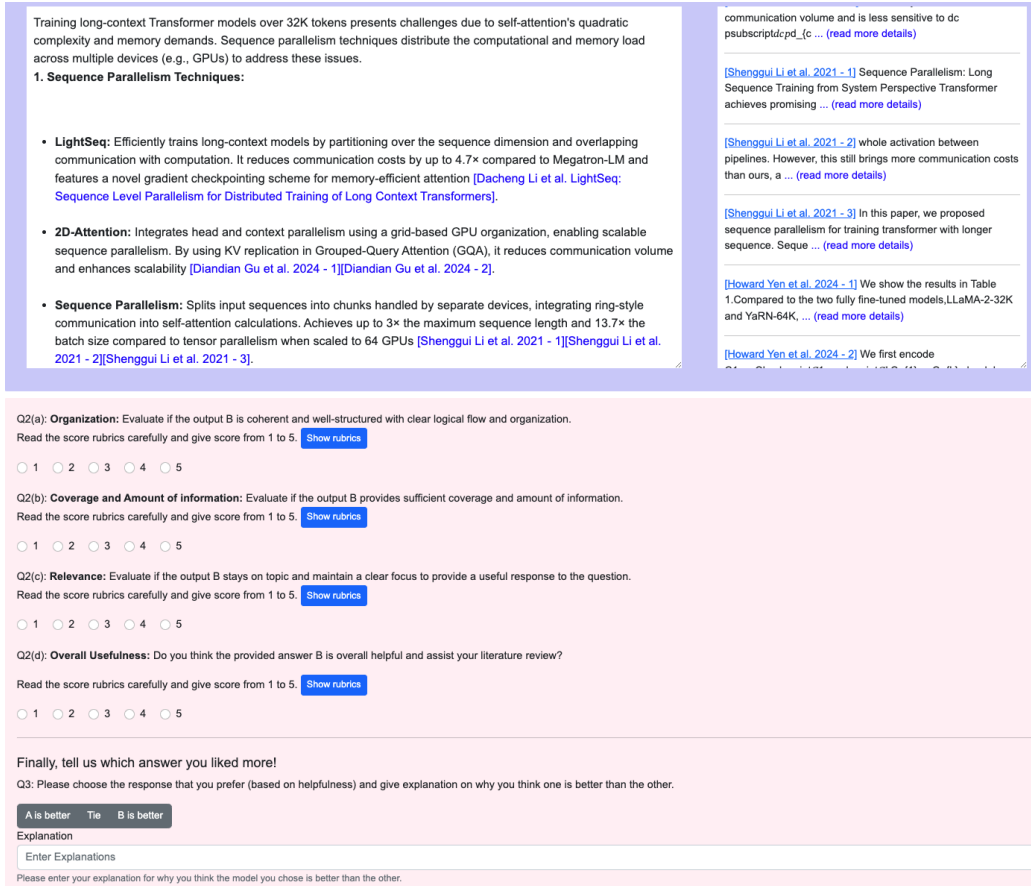 Training long-context Transformer models over 32K tokens presents challenges due to self-attention's quadratic
complexity and memory demands. Sequence parallelism techniques distribute the computational and memory load
across multiple devices (e.g., GPUs) to address these issues.
1. Sequence Parallelism Techniques:
• LightSeq: Efficiently trains long-context models by partitioning over the sequence dimension and overlapping
communication with computation. It reduces communication costs by up to 4.7× compared to Megatron-LM and
features a novel gradient checkpointing scheme for memory-efficient attention [Dacheng Li et al. LightSeq:
Sequence Level Parallelism for Distributed Training of Long Context Transformers].
• 2D-Attention: Integrates head and context parallelism using a grid-based GPU organization, enabling scalable
sequence parallelism. By using KV replication in Grouped-Query Attention (GQA), it reduces communication volume
and enhances scalability [Diandian Gu et al. 2024 - 1][Diandian Gu et al. 2024 - 2].
• Sequence Parallelism: Splits input sequences into chunks handled by separate devices, integrating ring-style
communication into self-attention calculations. Achieves up to 3× the maximum sequence length and 13.7× the
batch size compared to tensor parallelism when scaled to 64 GPUs [Shenggui Li et al. 2021 - 1][Shenggui Li et al.
2021 - 2][Shenggui Li et al. 2021 - 3].
communication volume and is less sensitive to dc
psubscript𝑑𝑐𝑝d_{c ... (read more details)
[Shenggui Li et al. 2021 - 1] Sequence Parallelism: Long
Sequence Training from System Perspective Transformer
achieves promising ... (read more details)
[Shenggui Li et al. 2021 - 2] whole activation between
pipelines. However, this still brings more communication costs
than ours, a ... (read more details)
[Shenggui Li et al. 2021 - 3] In this paper, we proposed
sequence parallelism for training transformer with longer
sequence. Seque ... (read more details)
[Howard Yen et al. 2024 - 1] We show the results in Table
1.Compared to the two fully fine-tuned models,LLaMA-2-32K
and YaRN-64K, ... (read more details)
[Howard Yen et al. 2024 - 2] We first encode
Q2(a): Organization: Evaluate if the output B is coherent and well-structured with clear logical flow and organization.
Read the score rubrics carefully and give score from 1 to 5. Show rubrics
1 2 3 4 5
Q2(b): Coverage and Amount of information: Evaluate if the output B provides sufficient coverage and amount of information.
Read the score rubrics carefully and give score from 1 to 5. Show rubrics
1 2 3 4 5
Q2(c): Relevance: Evaluate if the output B stays on topic and maintain a clear focus to provide a useful response to the question.
Read the score rubrics carefully and give score from 1 to 5. Show rubrics
1 2 3 4 5
Q2(d): Overall Usefulness: Do you think the provided answer B is overall helpful and assist your literature review?
Read the score rubrics carefully and give score from 1 to 5. Show rubrics
1 2 3 4 5
Finally, tell us which answer you liked more!
Q3: Please choose the response that you prefer (based on helpfulness) and give explanation on why you think one is better than the other.
A is better Tie B is better
Explanation
Enter Explanations
Please enter your explanation for why you think the model you chose is better than the other.